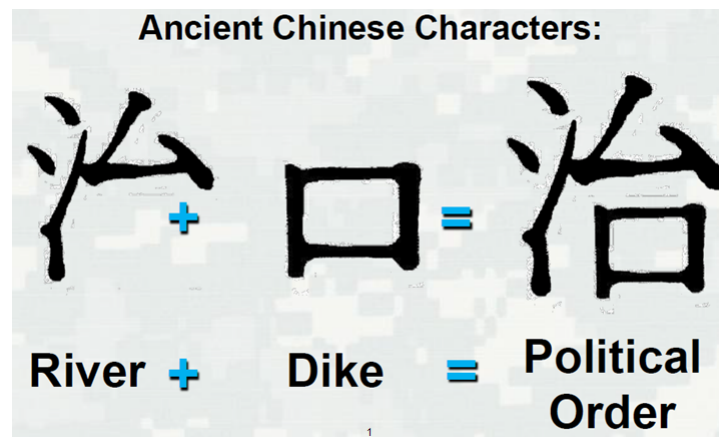 Ancient Chinese Characters:
+ 口 = 治
River + Dike = Political
Order
1